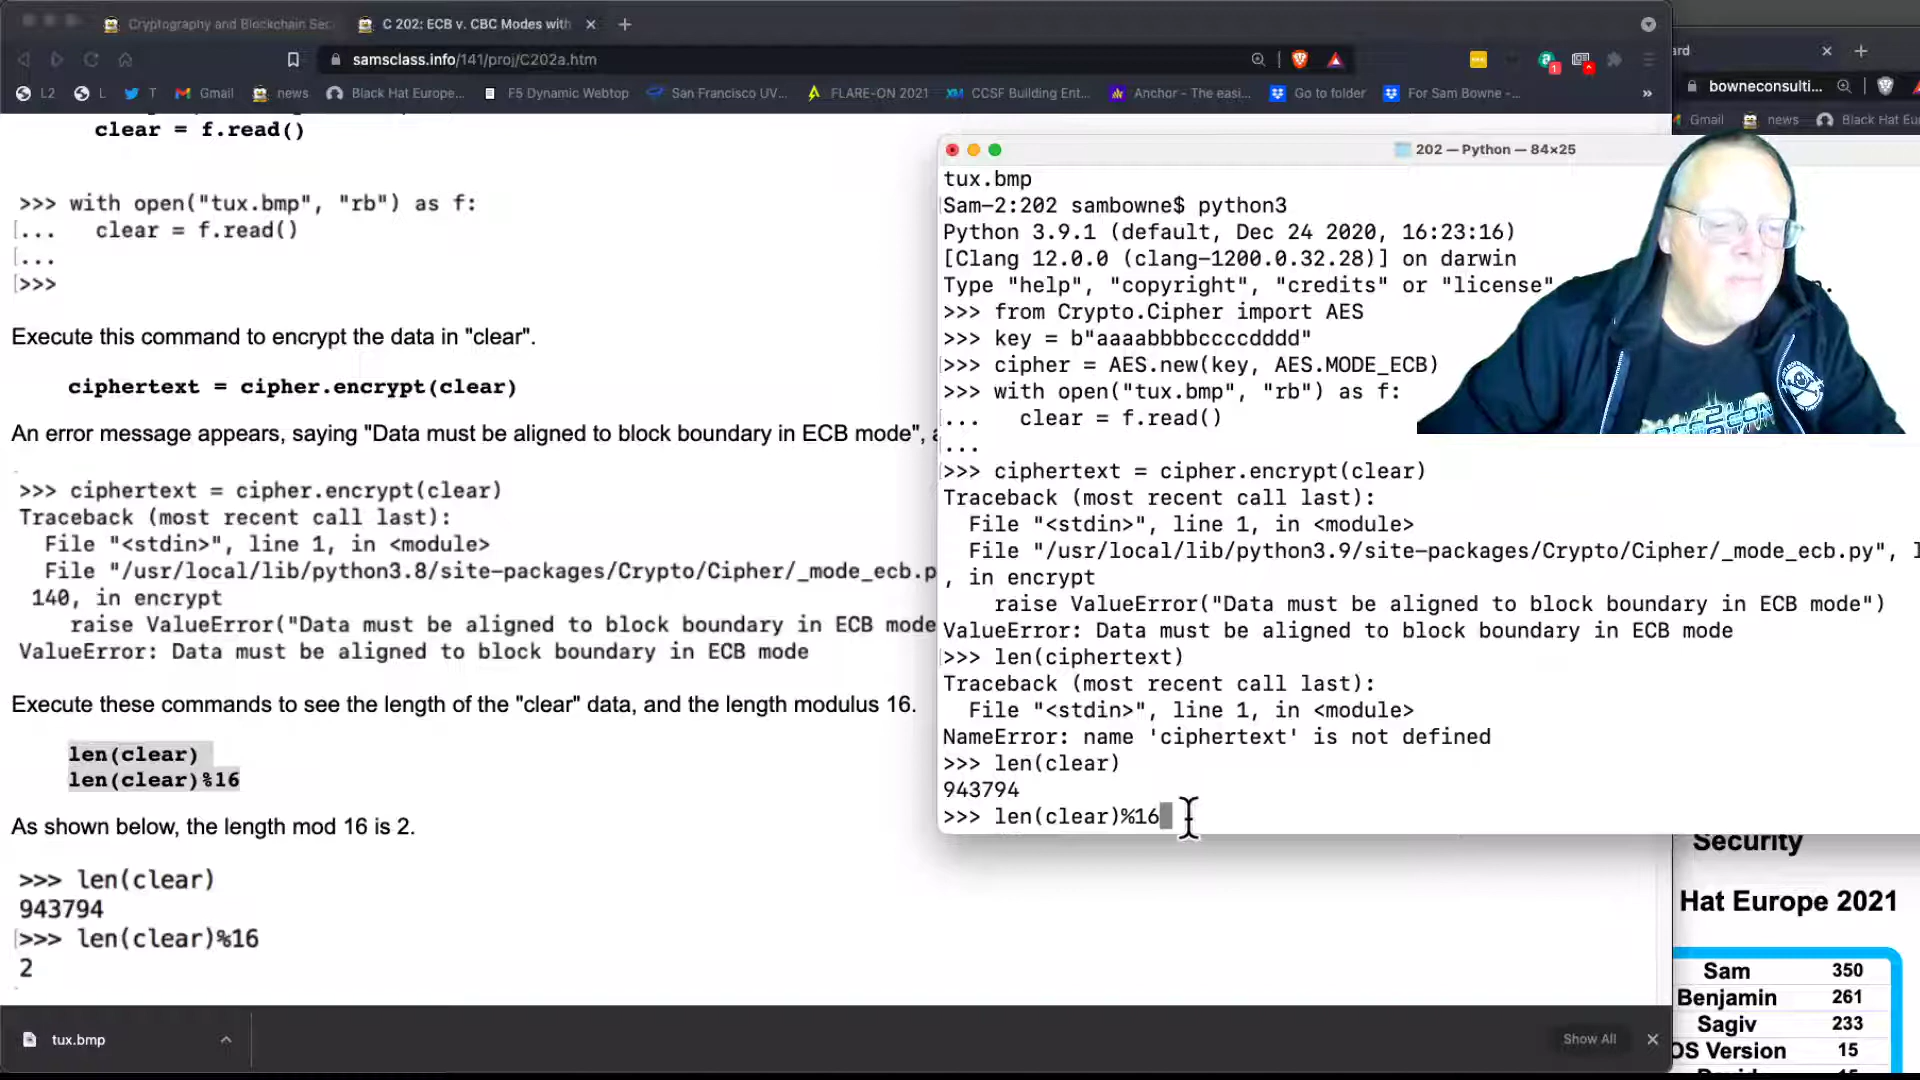 Cryptography and Blockchain Sec
C 202: ECB v. CBC Modes with
samsclass.info/141/proj/C202a.htm
L2
L
T
Gmail
news
Black Hat Europe...
F5 Dynamic Webtop
San Francisco UV...
FLARE-ON 2021
CCSF Building Ent...
Anchor - The easi...
Go to folder
For Sam Bowne -...
»
ard
bowneconsulti...
Gmail
news
Black Hat Eu
clear = f.read()
>>> with open("tux.bmp", "rb") as f:
[... clear = f.read()
[...
[>>>
Execute this command to encrypt the data in "clear".
ciphertext = cipher.encrypt(clear)
An error message appears, saying "Data must be aligned to block boundary in ECB mode",
>>> ciphertext = cipher.encrypt(clear)
Traceback (most recent call last):
File "<stdin>", line 1, in <module>
File "/usr/local/lib/python3.8/site-packages/Crypto/Cipher/_mode_ecb.p
140, in encrypt
raise ValueError("Data must be aligned to block boundary in ECB mode
ValueError: Data must be aligned to block boundary in ECB mode
Execute these commands to see the length of the "clear" data, and the length modulus 16.
len(clear)
len(clear)%16
As shown below, the length mod 16 is 2.
>>> len(clear)
943794
[>>> len(clear)%16
2
202 — Python — 84×25
tux.bmp
[Sam-2:202 sambowne$ python3
Python 3.9.1 (default, Dec 24 2020, 16:23:16)
[Clang 12.0.0 (clang-1200.0.32.28)] on darwin
Type "help", "copyright", "credits" or "license"
>>> from Crypto.Cipher import AES
>>> key = b"aaaabbbbccccdddd"
>>> cipher = AES.new(key, AES.MODE_ECB)
>>> with open("tux.bmp", "rb") as f:
[... clear = f.read()
[...
[>>> ciphertext = cipher.encrypt(clear)
Traceback (most recent call last):
File "<stdin>", line 1, in <module>
File "/usr/local/lib/python3.9/site-packages/Crypto/Cipher/_mode_ecb.py", l
, in encrypt
raise ValueError("Data must be aligned to block boundary in ECB mode")
ValueError: Data must be aligned to block boundary in ECB mode
[>>> len(ciphertext)
Traceback (most recent call last):
File "<stdin>", line 1, in <module>
NameError: name 'ciphertext' is not defined
>>> len(clear)
943794
>>> len(clear)%16
Security
Hat Europe 2021
Sam 350
Benjamin 261
Sagiv 233
OS Version 15
tux.bmp
Show All